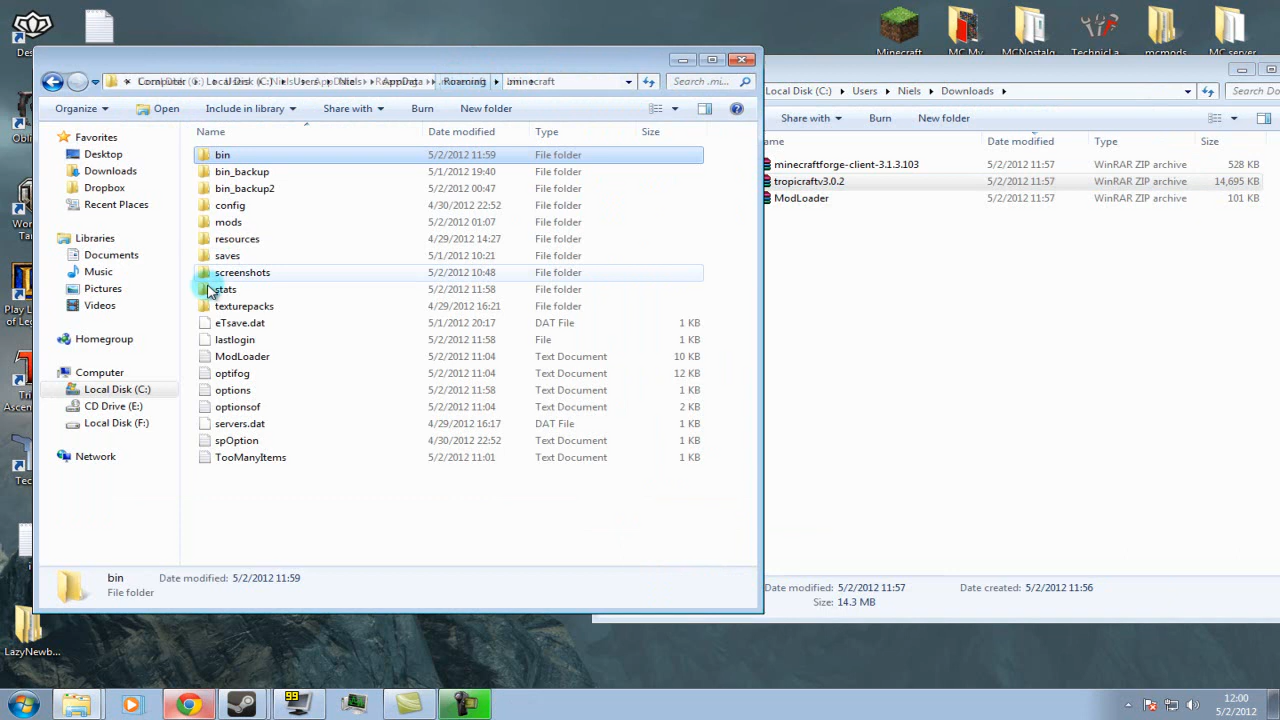 Minecraft
MC My
MCNostalg
TechnicLa...
mcmods
MC server
Computer
Local Disk (C:)
Users
Niels
AppData
Roaming
.minecraft
Search .mi...
Organize
Open
Include in library
Share with
Burn
New folder
Name
Date modified
Type
Size
Favorites
Desktop
Downloads
Dropbox
Recent Places
Libraries
Documents
Music
Pictures
Videos
Homegroup
Computer
Local Disk (C:)
CD Drive (E:)
Local Disk (F:)
Network
bin 5/2/2012 11:59 File folder
bin_backup 5/1/2012 19:40 File folder
bin_backup2 5/2/2012 00:47 File folder
config 4/30/2012 22:52 File folder
mods 5/2/2012 01:07 File folder
resources 4/29/2012 14:27 File folder
saves 5/1/2012 10:21 File folder
screenshots 5/2/2012 10:48 File folder
stats 5/2/2012 11:58 File folder
texturepacks 4/29/2012 16:21 File folder
eTsave.dat 5/1/2012 20:17 DAT File 1 KB
lastlogin 5/2/2012 11:58 File 1 KB
ModLoader 5/2/2012 11:04 Text Document 10 KB
optifog 5/2/2012 11:04 Text Document 12 KB
options 5/2/2012 11:58 Text Document 1 KB
optionsof 5/2/2012 11:04 Text Document 2 KB
servers.dat 4/29/2012 16:17 DAT File 1 KB
spOption 4/30/2012 22:52 Text Document 1 KB
TooManyItems 5/2/2012 11:01 Text Document 1 KB
bin Date modified: 5/2/2012 11:59
File folder
Local Disk (C:) Users Niels Downloads
Search Do
Share with Burn New folder
ame Date modified Type Size
minecraftforge-client-3.1.3.103 5/2/2012 11:57 WinRAR ZIP archive 528 KB
tropicraftv3.0.2 5/2/2012 11:57 WinRAR ZIP archive 14,695 KB
ModLoader 5/2/2012 11:57 WinRAR ZIP archive 101 KB
Date modified: 5/2/2012 11:57 Date created: 5/2/2012 11:56
Size: 14.3 MB
LazyNewb...
99
12:00
5/2/2012